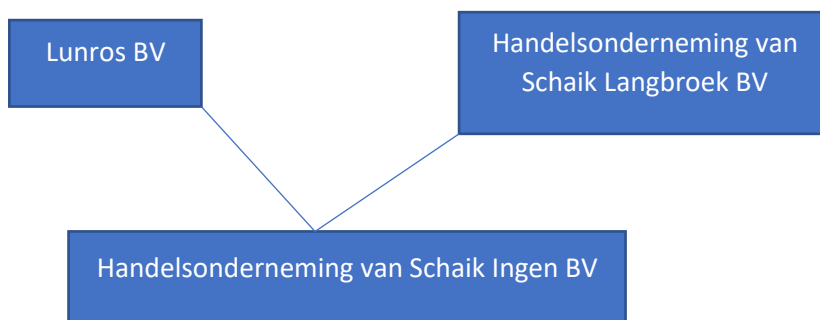 Lunros BV
Handelsonderneming van
Schaik Langbroek BV
Handelsonderneming van Schaik Ingen BV